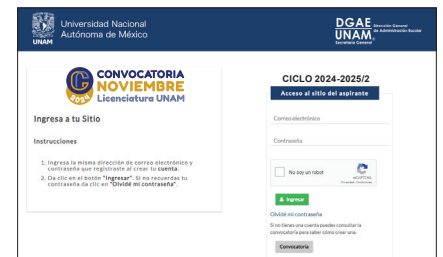 UNAM
Universidad Nacional
Autónoma de México
DGAE Dirección General
de Administración Escolar
UNAM
Secretaría General
2024
CONVOCATORIA
NOVIEMBRE
Licenciatura UNAM
Ingresa a tu Sitio
Instrucciones
1. Ingresa la misma dirección de correo electrónico y
contraseña que registraste al crear tu cuenta.
2. Da clic en el botón "Ingresar". Si no recuerdas tu
contraseña da clic en "Olvidé mi contraseña".
CICLO 2024-2025/2
Acceso al sitio del aspirante
Correo electrónico
Contraseña
No soy un robot
reCAPTCHA
Ingresar
Olvidé mi contraseña
Si no tienes una cuenta puedes consultar la
convocatoria para saber cómo crear una.
Convocatoria